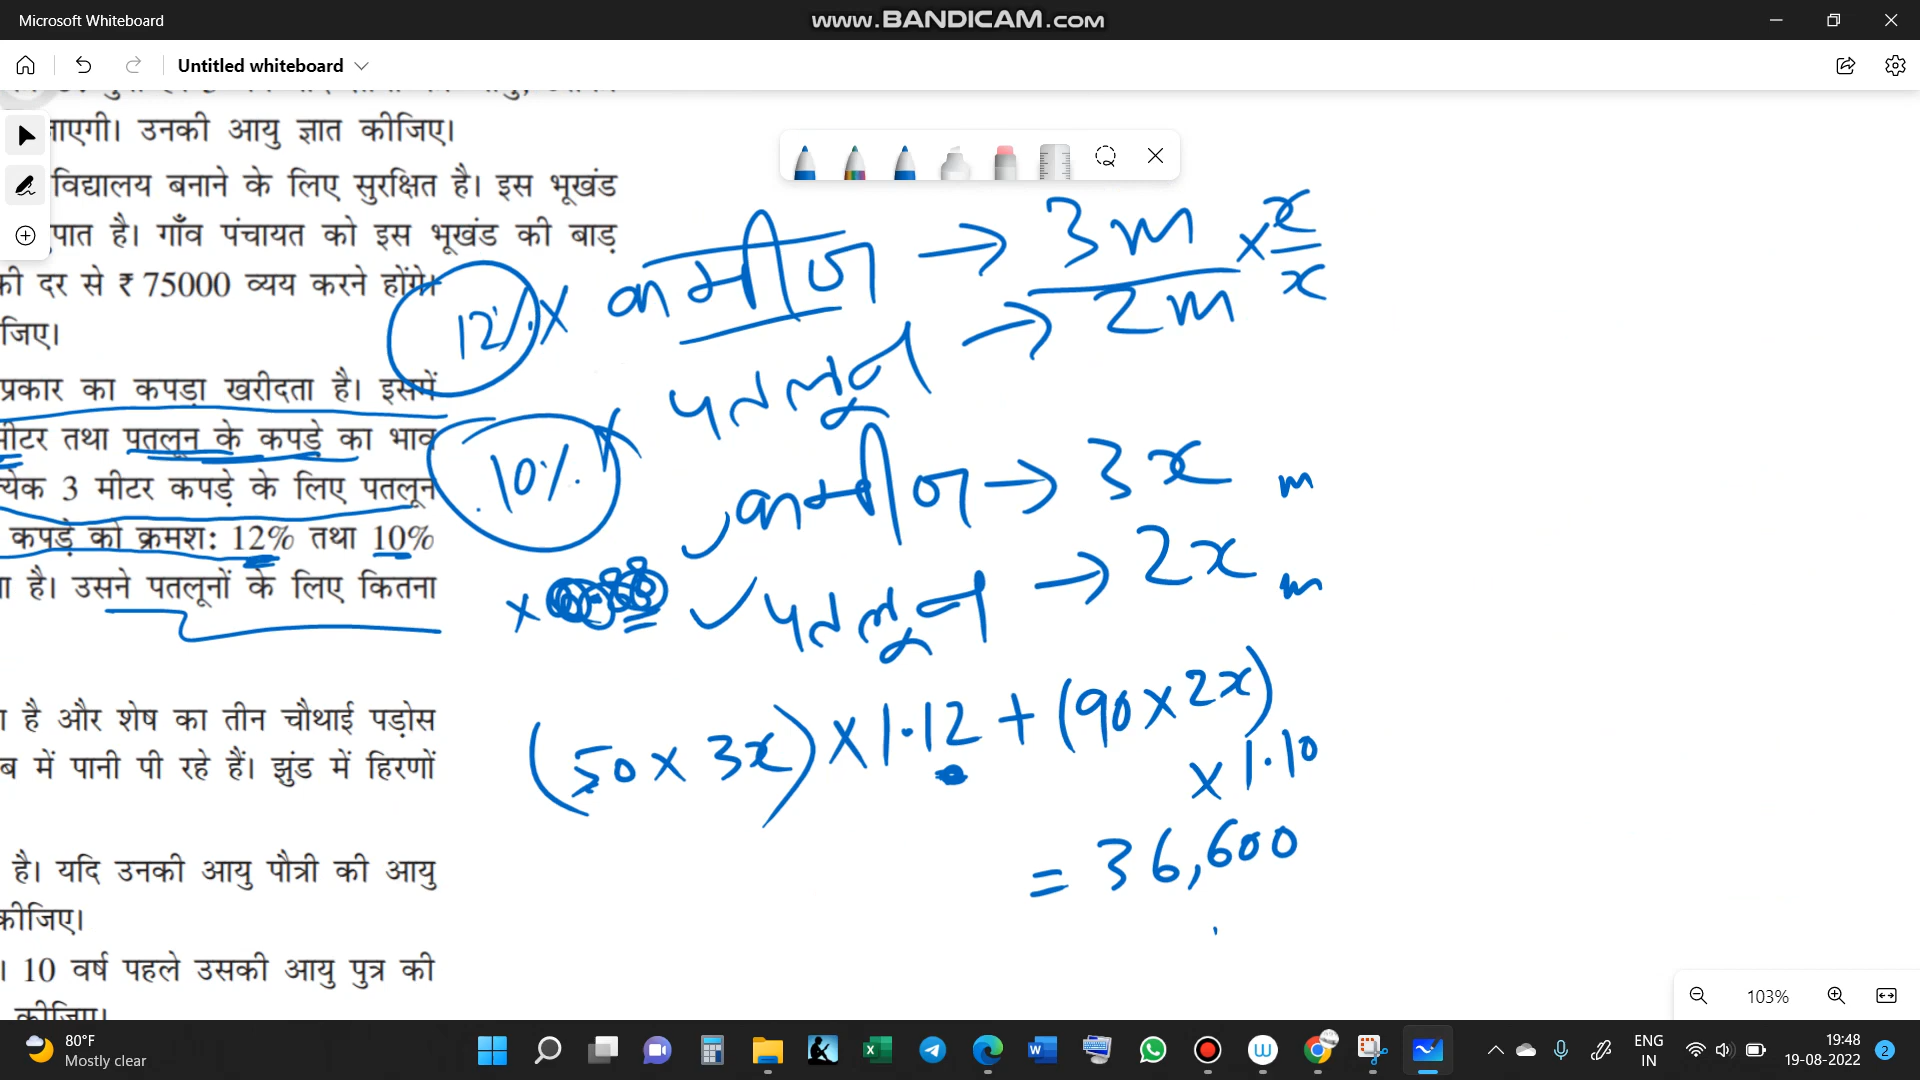 Microsoft Whiteboard
www.BANDICAM.com
Untitled whiteboard
जाएगी। उनकी आयु ज्ञात कीजिए।
विद्यालय बनाने के लिए सुरक्षित है। इस भूखंड
पात है। गाँव पंचायत को इस भूखंड की बाड़
की दर से ₹ 75000 व्यय करने होंगे।
जिए।
प्रकार का कपड़ा खरीदता है। इसमें
मीटर तथा पतलून के कपड़े का भाव
त्येक 3 मीटर कपड़े के लिए पतलून
कपड़े को क्रमश: 12% तथा 10%
ा है। उसने पतलूनों के लिए कितना
ा है और शेष का तीन चौथाई पड़ोस
ब में पानी पी रहे हैं। झुंड में हिरणों
है। यदि उनकी आयु पौत्री की आयु
कीजिए।
। 10 वर्ष पहले उसकी आयु पुत्र की
कीजिए।
12% × कमीज → 3m × x
10% × पतलून → 2m x
कमीज → 3x m
× पतलून → 2x m
(50 × 3x) × 1.12 + (90 × 2x)
× 1.10
= 36,600
103%
80°F
Mostly clear
ENG
IN
19:48
19-08-2022
2